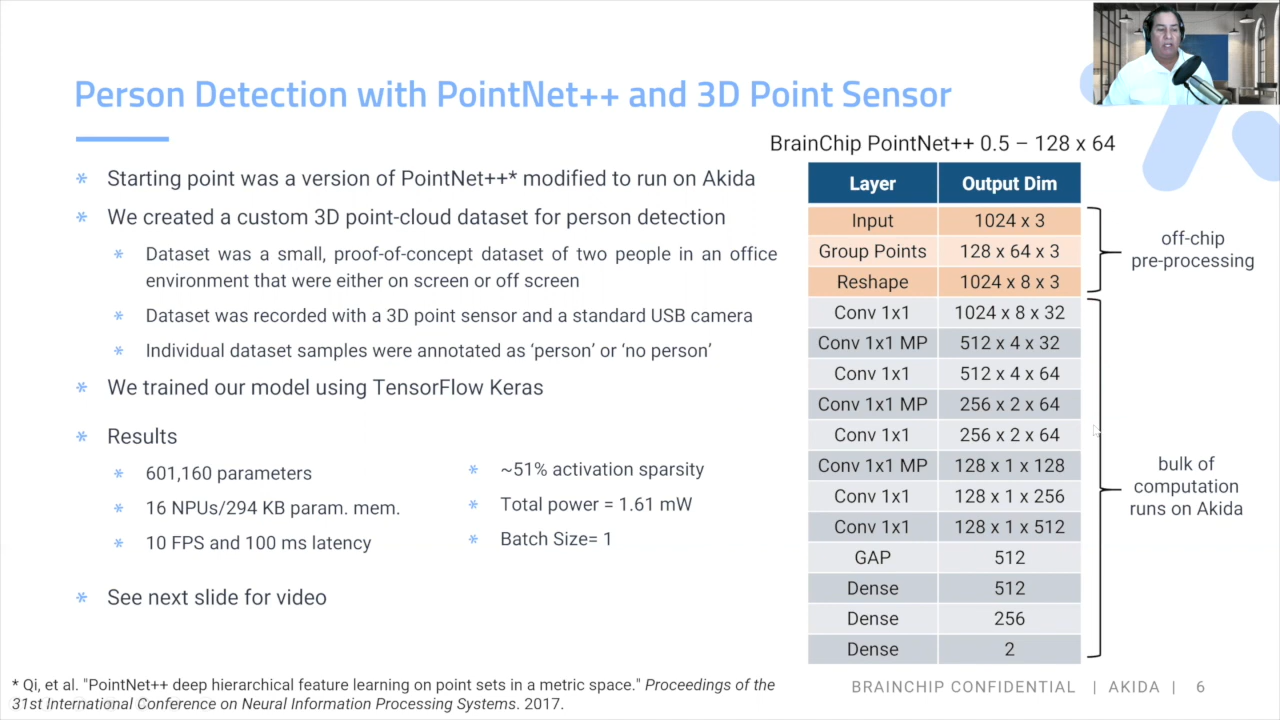 Person Detection with PointNet++ and 3D Point Sensor
* Starting point was a version of PointNet++* modified to run on Akida
* We created a custom 3D point-cloud dataset for person detection
* Dataset was a small, proof-of-concept dataset of two people in an office
environment that were either on screen or off screen
* Dataset was recorded with a 3D point sensor and a standard USB camera
* Individual dataset samples were annotated as ‘person’ or ‘no person’
* We trained our model using TensorFlow Keras
* Results
* 601,160 parameters
* 16 NPUs/294 KB param. mem.
* 10 FPS and 100 ms latency
* ~51% activation sparsity
* Total power = 1.61 mW
* Batch Size= 1
* See next slide for video
BrainChip PointNet++ 0.5 – 128 x 64
Layer Output Dim
Input 1024 x 3
Group Points 128 x 64 x 3
Reshape 1024 x 8 x 3
Conv 1x1 1024 x 8 x 32
Conv 1x1 MP 512 x 4 x 32
Conv 1x1 512 x 4 x 64
Conv 1x1 MP 256 x 2 x 64
Conv 1x1 256 x 2 x 64
Conv 1x1 MP 128 x 1 x 128
Conv 1x1 128 x 1 x 256
Conv 1x1 128 x 1 x 512
GAP 512
Dense 512
Dense 256
Dense 2
off-chip
pre-processing
bulk of
computation
runs on Akida
* Qi, et al. "PointNet++ deep hierarchical feature learning on point sets in a metric space." Proceedings of the
31st International Conference on Neural Information Processing Systems. 2017.
BRAINCHIP CONFIDENTIAL | AKIDA | 6